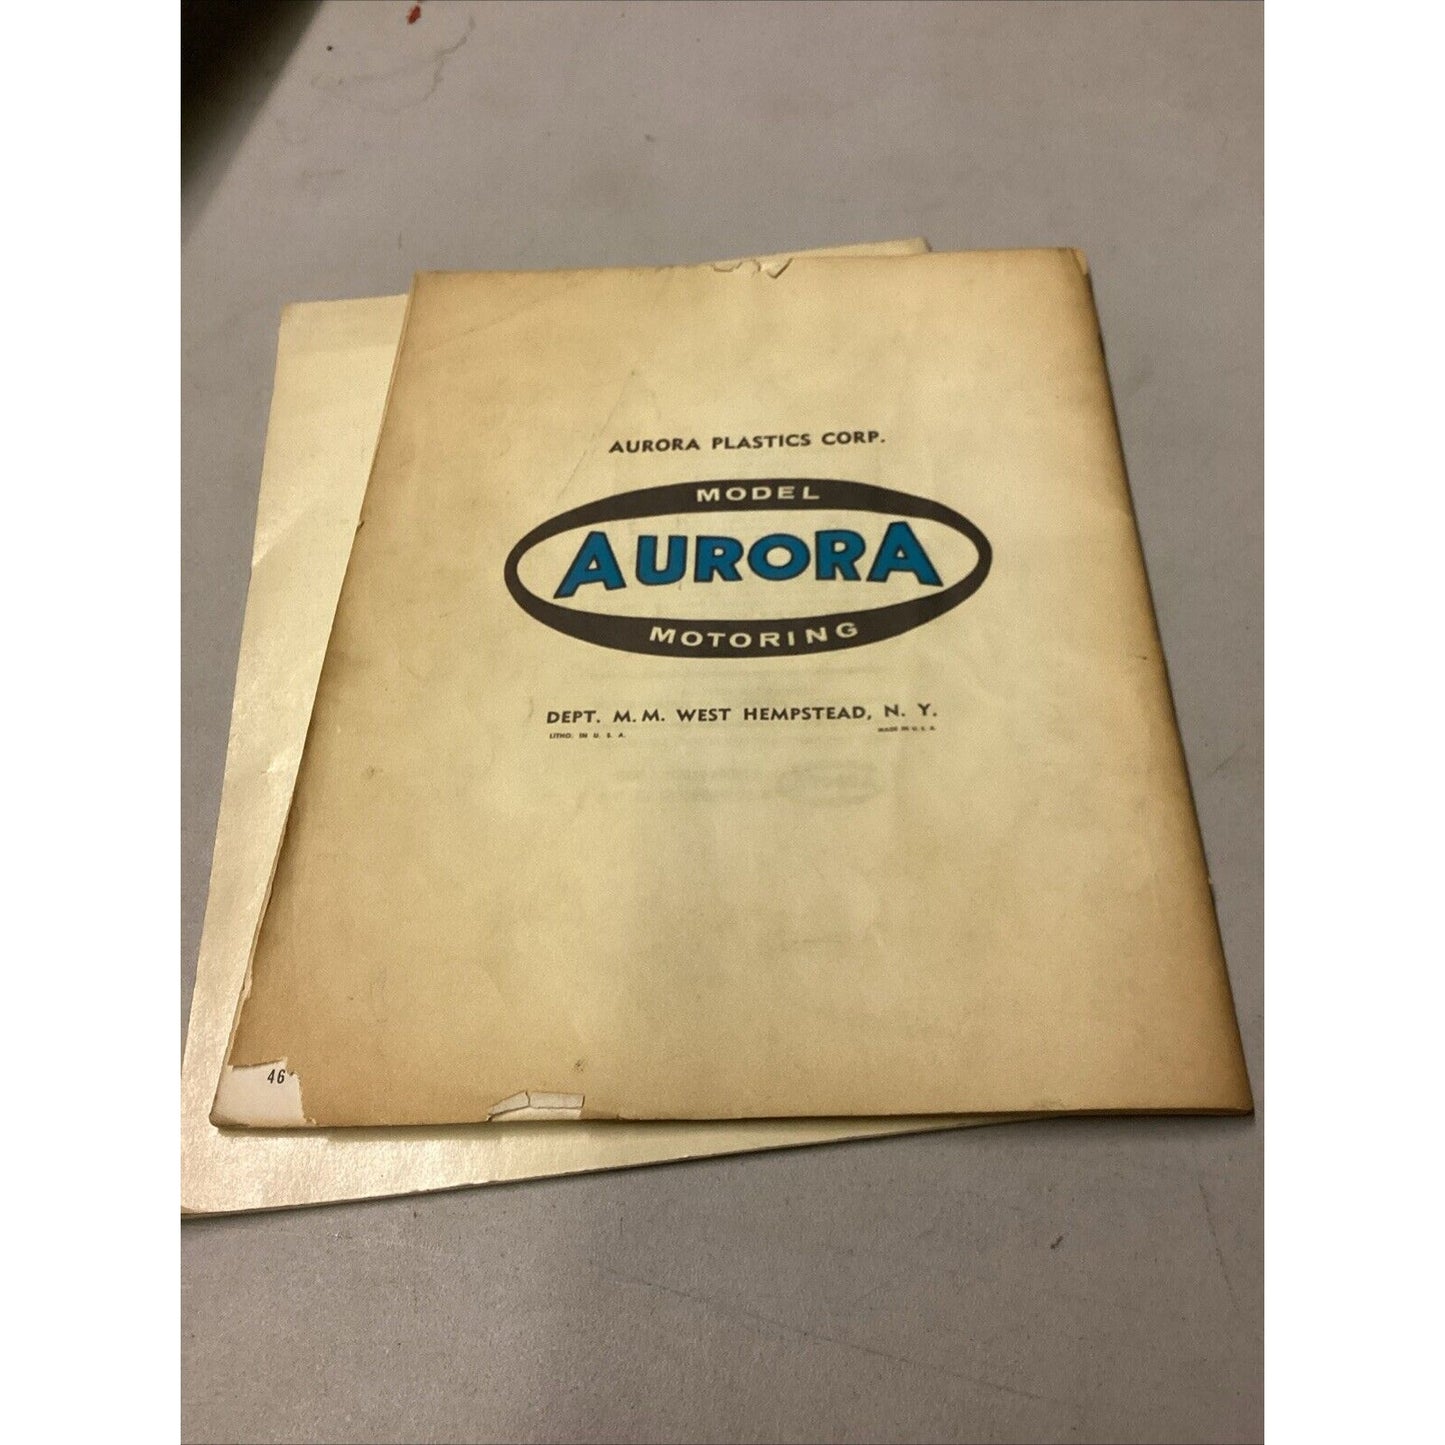 AURORA PLASTICS CORP.
MODEL
AURORA
MOTORING
DEPT. M. M. WEST HEMPSTEAD, N. Y.
LITHO. IN U. S. A. MADE IN U. S. A.
46